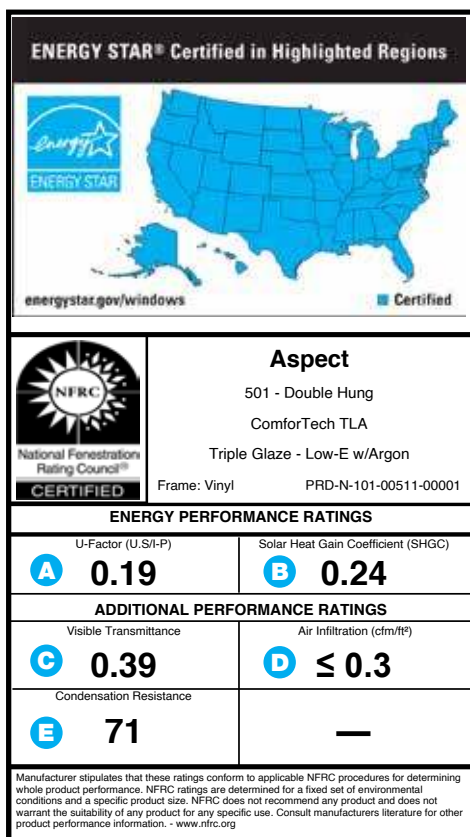 ENERGY STAR® Certified in Highlighted Regions
energy
ENERGY STAR
energystar.gov/windows
Certified
NFRC
National Fenestration
Rating Council®
CERTIFIED
Aspect
501 - Double Hung
ComforTech TLA
Triple Glaze - Low-E w/Argon
Frame: Vinyl PRD-N-101-00511-00001
ENERGY PERFORMANCE RATINGS
U-Factor (U.S/I-P) Solar Heat Gain Coefficient (SHGC)
A 0.19 B 0.24
ADDITIONAL PERFORMANCE RATINGS
Visible Transmittance Air Infiltration (cfm/ft²)
C 0.39 D ≤ 0.3
Condensation Resistance
E 71 —
Manufacturer stipulates that these ratings conform to applicable NFRC procedures for determining
whole product performance. NFRC ratings are determined for a fixed set of environmental
conditions and a specific product size. NFRC does not recommend any product and does not
warrant the suitability of any product for any specific use. Consult manufacturers literature for other
product performance information. - www.nfrc.org